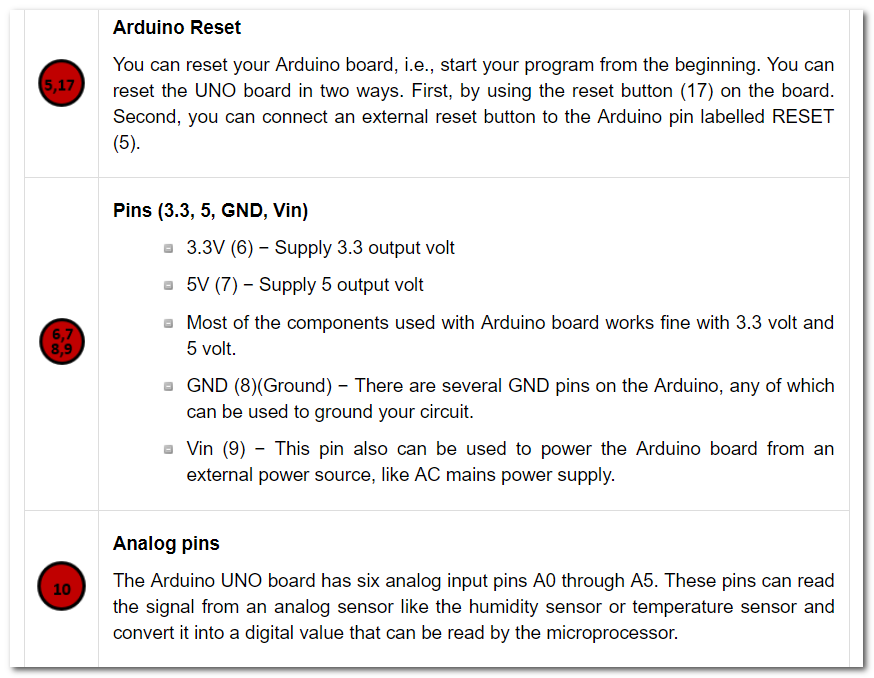 Arduino Reset
5,17
You can reset your Arduino board, i.e., start your program from the beginning. You can
reset the UNO board in two ways. First, by using the reset button (17) on the board.
Second, you can connect an external reset button to the Arduino pin labelled RESET
(5).
Pins (3.3, 5, GND, Vin)
3.3V (6) − Supply 3.3 output volt
5V (7) − Supply 5 output volt
6,7
8,9
Most of the components used with Arduino board works fine with 3.3 volt and
5 volt.
GND (8)(Ground) − There are several GND pins on the Arduino, any of which
can be used to ground your circuit.
Vin (9) − This pin also can be used to power the Arduino board from an
external power source, like AC mains power supply.
Analog pins
10
The Arduino UNO board has six analog input pins A0 through A5. These pins can read
the signal from an analog sensor like the humidity sensor or temperature sensor and
convert it into a digital value that can be read by the microprocessor.